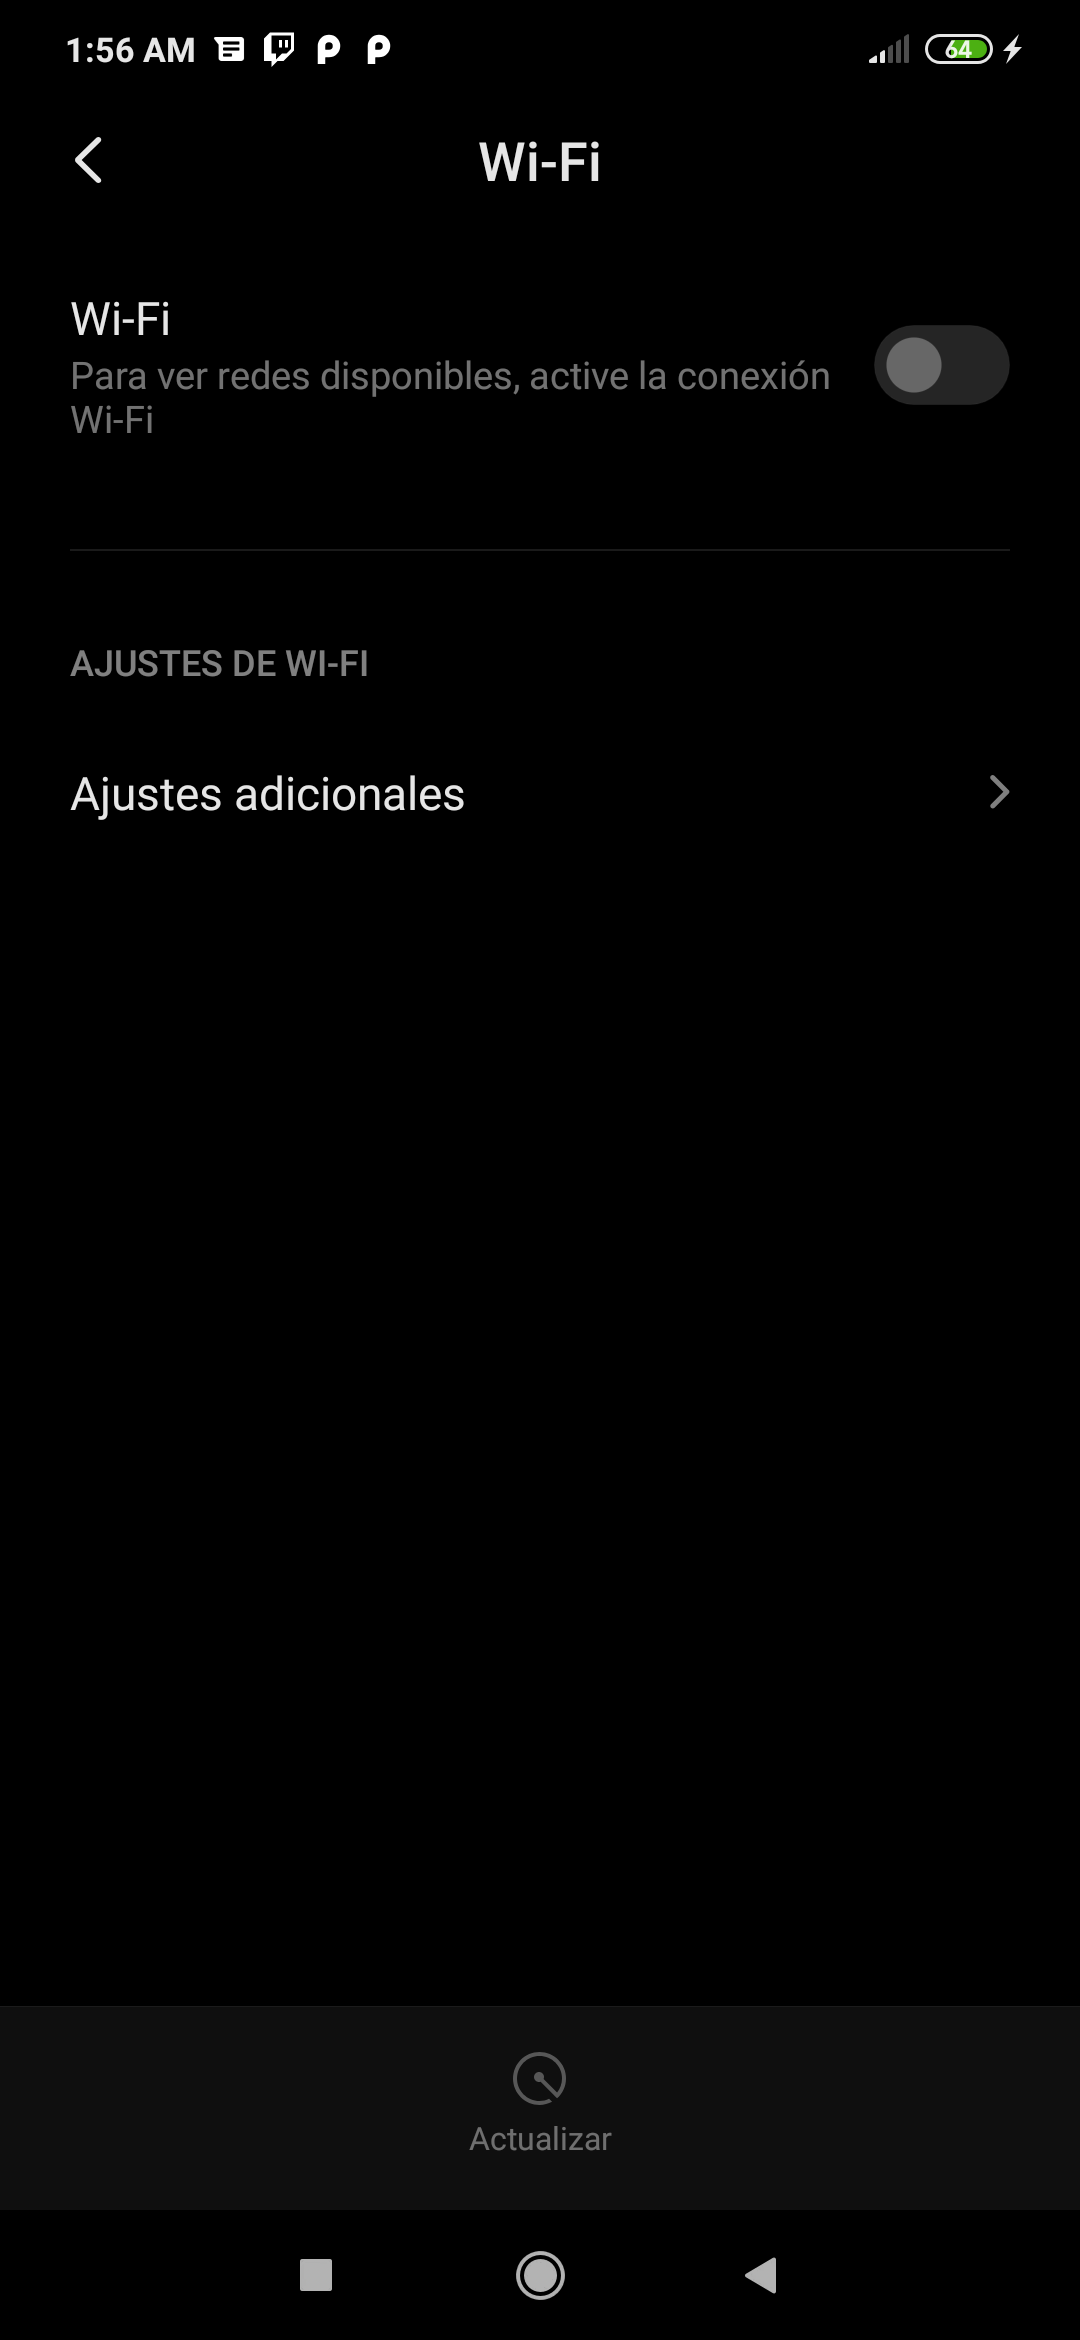 1:56 AM
64
Wi-Fi
Wi-Fi
Para ver redes disponibles, active la conexión
Wi-Fi
AJUSTES DE WI-FI
Ajustes adicionales
Actualizar